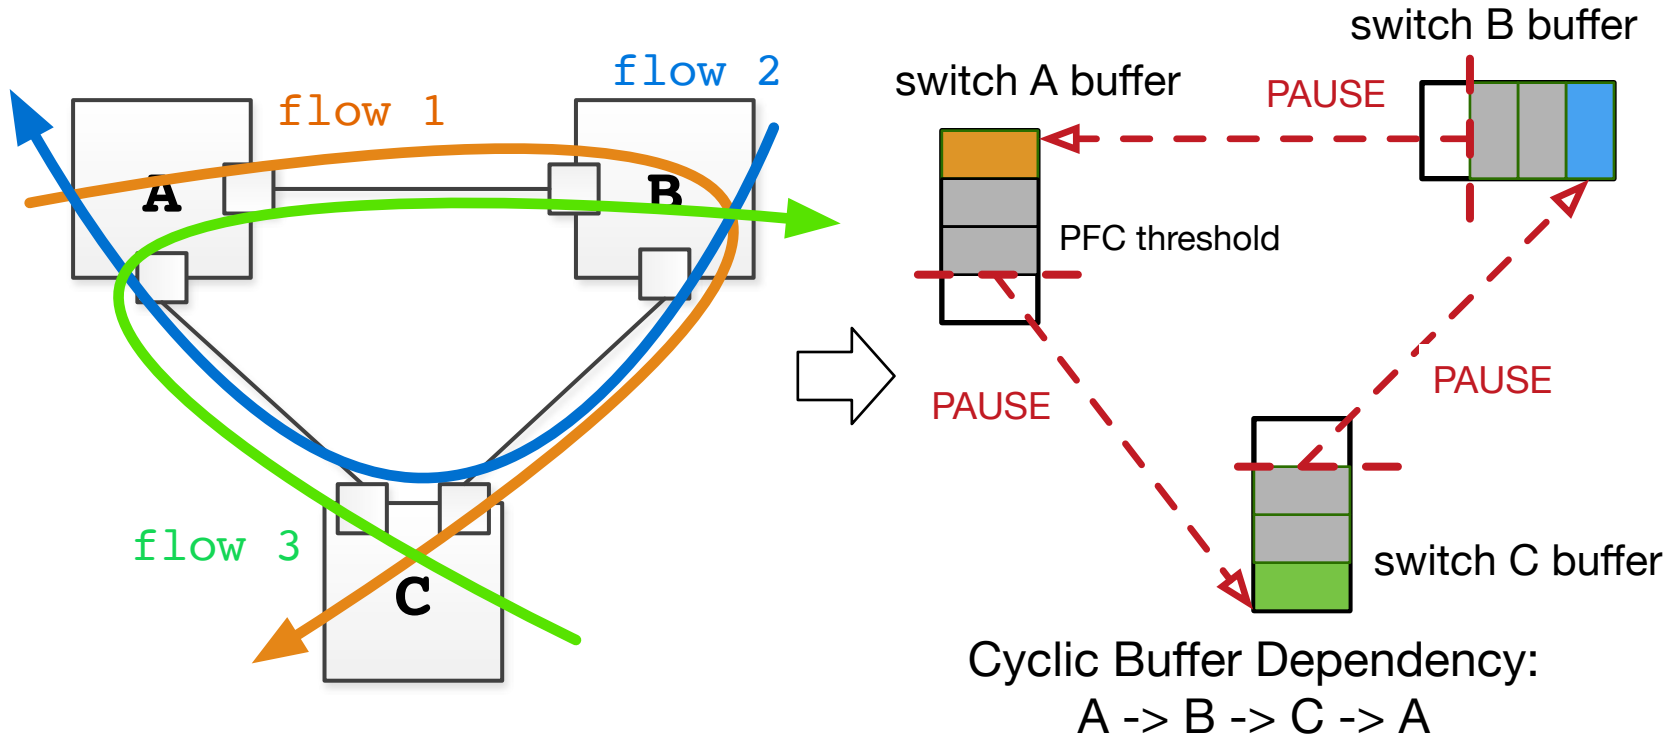 flow 1
flow 2
A
B
flow 3
C
switch A buffer
switch B buffer
PAUSE
PFC threshold
PAUSE
PAUSE
switch C buffer
Cyclic Buffer Dependency:
A -> B -> C -> A